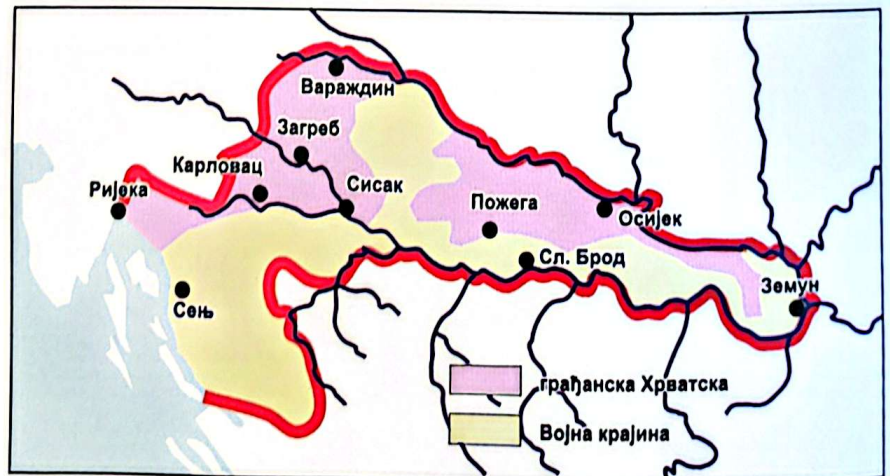 Вараждин
Загреб
Карловац
Ријека
Сисак
Пожега
Осијек
Сл. Брод
Земун
Сењ
грађанска Хрватска
Војна крајина